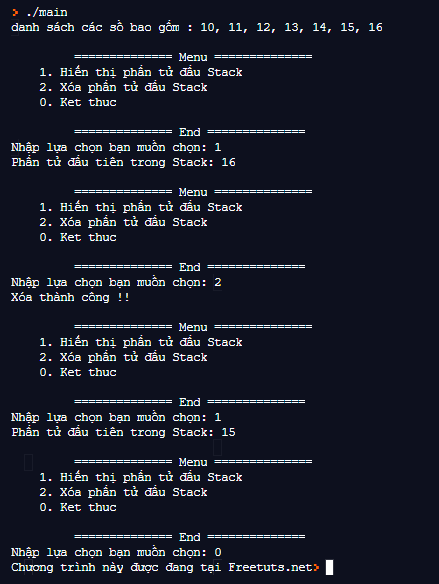 > ./main
danh sách các số bao gồm : 10, 11, 12, 13, 14, 15, 16
============== Menu ==============
1. Hiển thị phần tử đầu Stack
2. Xóa phần tử đầu Stack
0. Ket thuc
============== End ==============
Nhập lựa chọn bạn muốn chọn: 1
Phần tử đầu tiên trong Stack: 16
============== Menu ==============
1. Hiển thị phần tử đầu Stack
2. Xóa phần tử đầu Stack
0. Ket thuc
============== End ==============
Nhập lựa chọn bạn muốn chọn: 2
Xóa thành công !!
============== Menu ==============
1. Hiển thị phần tử đầu Stack
2. Xóa phần tử đầu Stack
0. Ket thuc
============== End ==============
Nhập lựa chọn bạn muốn chọn: 1
Phần tử đầu tiên trong Stack: 15
============== Menu ==============
1. Hiển thị phần tử đầu Stack
2. Xóa phần tử đầu Stack
0. Ket thuc
============== End ==============
Nhập lựa chọn bạn muốn chọn: 0
Chương trình này được đang tại Freetuts.net>